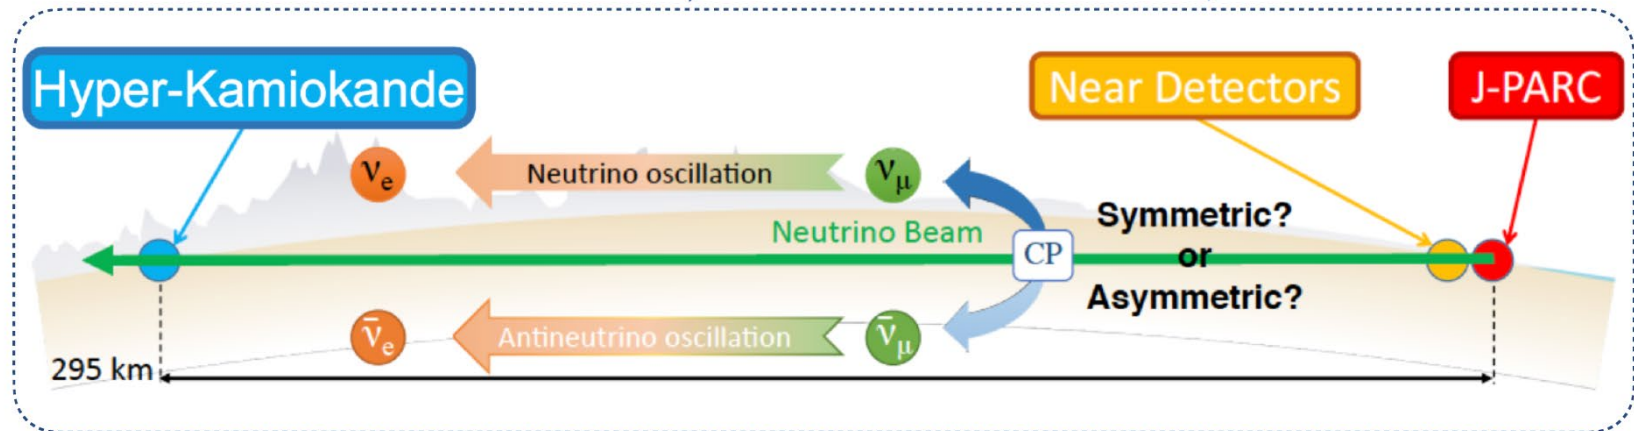 Hyper-Kamiokande
Near Detectors
J-PARC
νe
Neutrino oscillation
νμ
Symmetric?
Neutrino Beam
CP
or
Asymmetric?
ν̄e
Antineutrino oscillation
ν̄μ
295 km